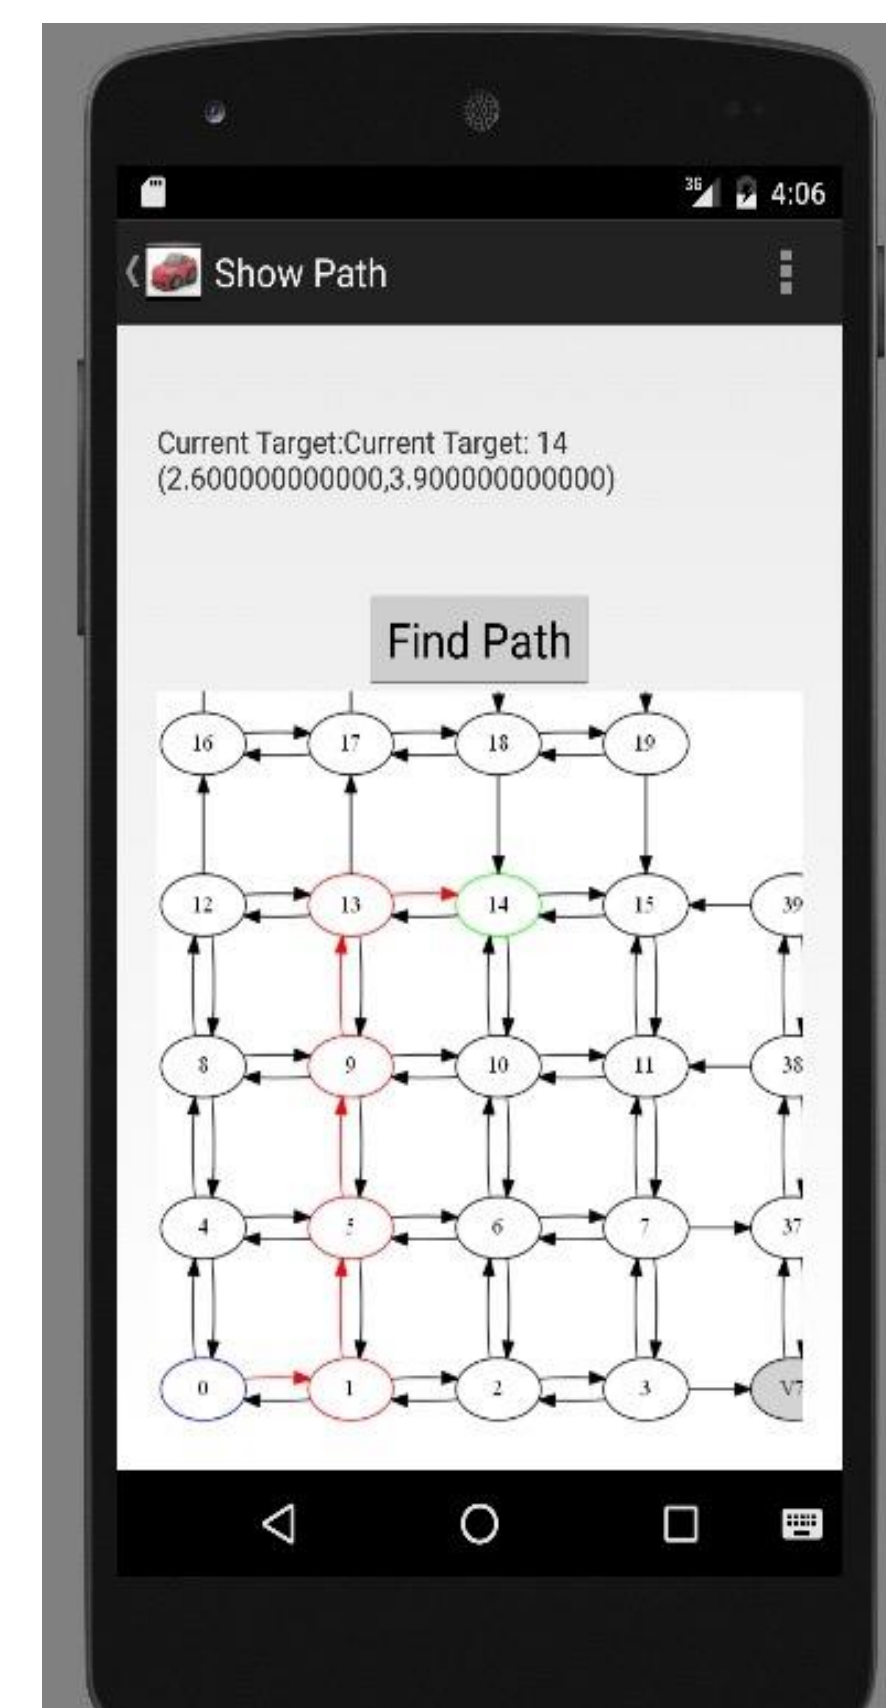 3G 4:06
Show Path
Current Target:Current Target: 14
(2.600000000000,3.900000000000)
Find Path
16 17 18 19
12 13 14 15 39
8 9 10 11 38
4 5 6 7 37
0 1 2 3 V7